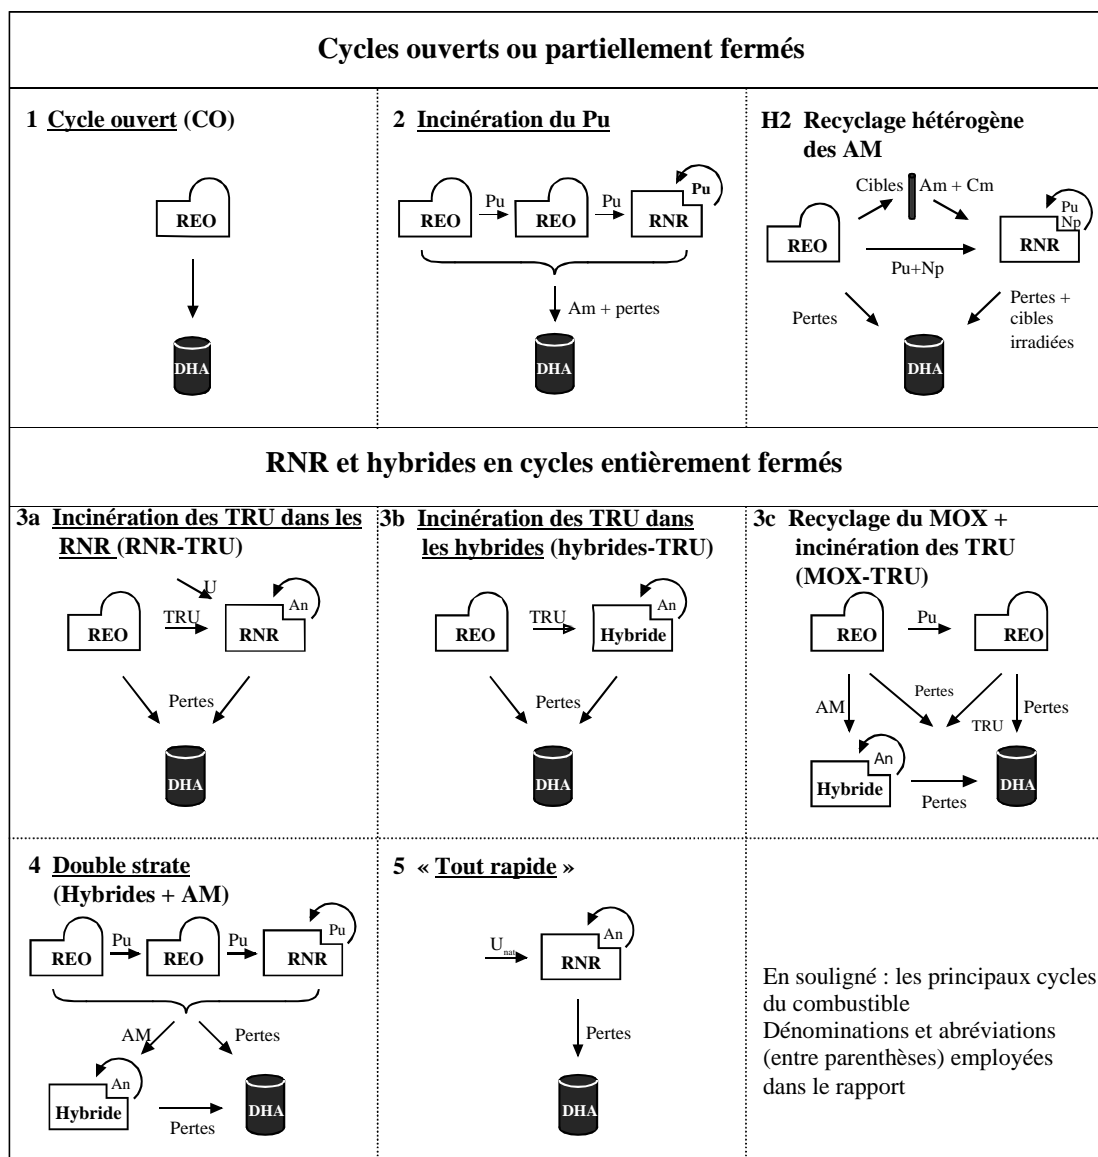 Cycles ouverts ou partiellement fermés
1 Cycle ouvert (CO)
REO
DHA
2 Incinération du Pu
REO
Pu
REO
Pu
RNR
Pu
Am + pertes
DHA
H2 Recyclage hétérogène
des AM
Cibles
Am + Cm
REO
Pu+Np
Pu
Np
RNR
Pertes
Pertes +
cibles
irradiées
DHA
RNR et hybrides en cycles entièrement fermés
3a Incinération des TRU dans les
RNR (RNR-TRU)
U
REO
TRU
An
RNR
Pertes
DHA
3b Incinération des TRU dans
les hybrides (hybrides-TRU)
REO
TRU
An
Hybride
Pertes
DHA
3c Recyclage du MOX +
incinération des TRU
(MOX-TRU)
REO
Pu
REO
AM
Pertes
TRU
Pertes
An
Hybride
Pertes
DHA
4 Double strate
(Hybrides + AM)
REO
Pu
REO
Pu
Pu
RNR
AM
Pertes
An
Hybride
Pertes
DHA
5 « Tout rapide »
Unat
An
RNR
Pertes
DHA
En souligné : les principaux cycles
du combustible
Dénominations et abréviations
(entre parenthèses) employées
dans le rapport